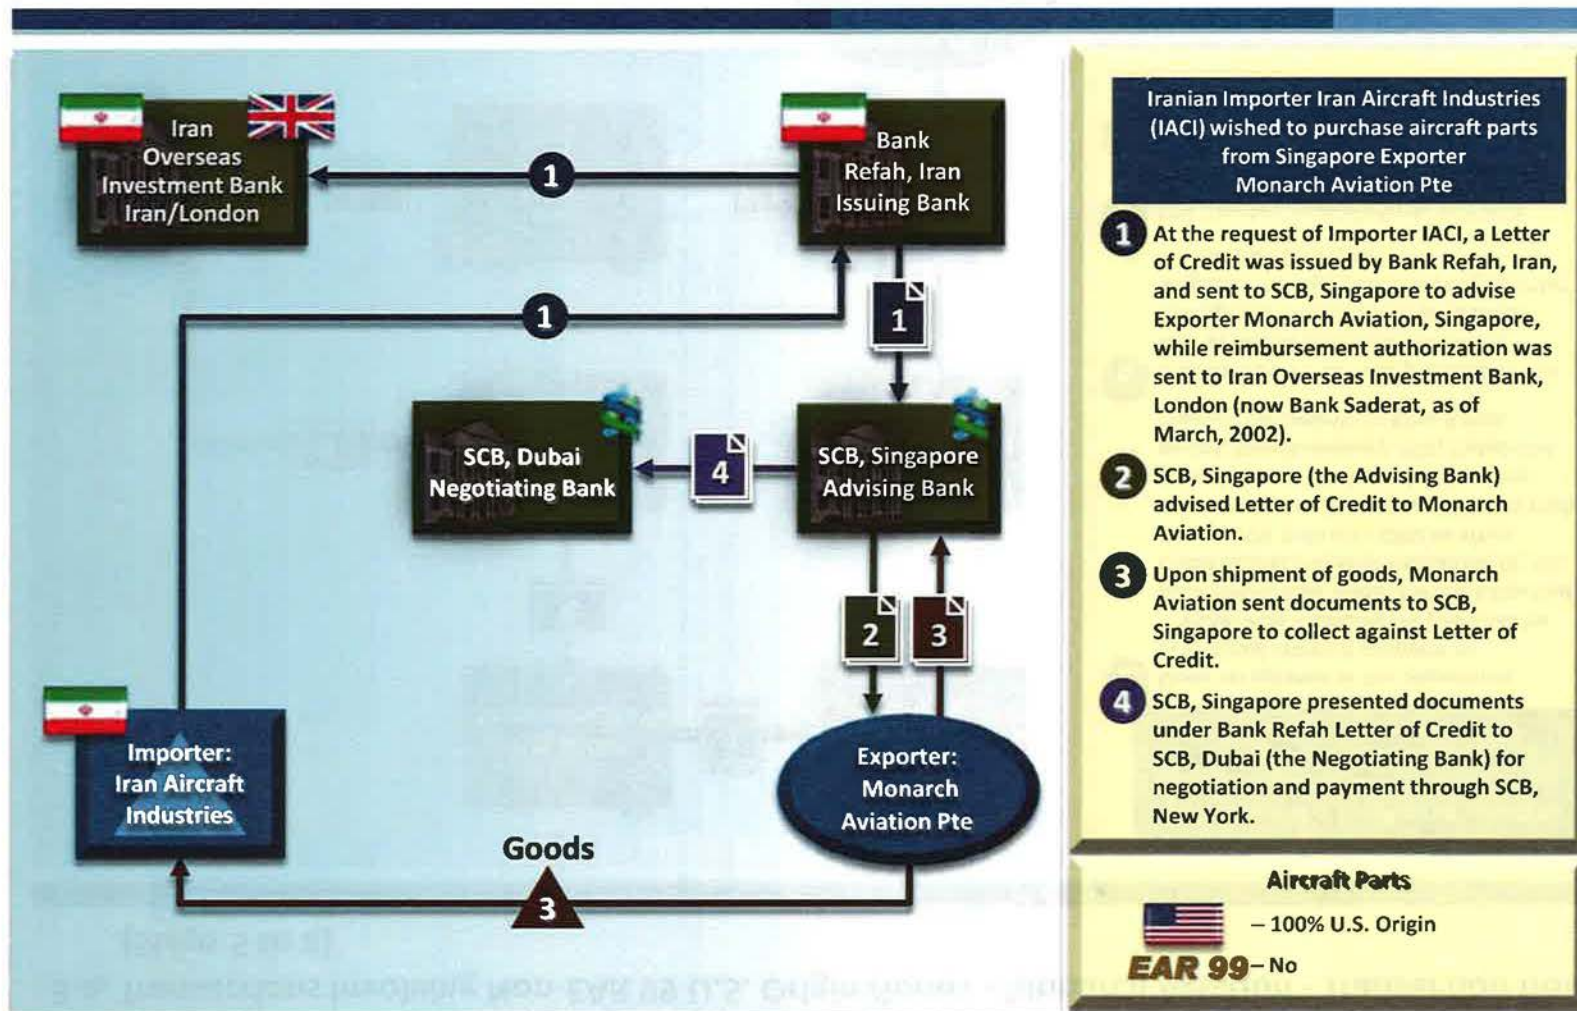 Iran
Overseas
Investment Bank
Iran/London
1
Bank
Refah, Iran
Issuing Bank
1
1
SCB, Dubai
Negotiating Bank
4
SCB, Singapore
Advising Bank
2
3
Importer:
Iran Aircraft
Industries
Exporter:
Monarch
Aviation Pte
Goods
3
Iranian Importer Iran Aircraft Industries
(IACI) wished to purchase aircraft parts
from Singapore Exporter
Monarch Aviation Pte
1 At the request of Importer IACI, a Letter
of Credit was issued by Bank Refah, Iran,
and sent to SCB, Singapore to advise
Exporter Monarch Aviation, Singapore,
while reimbursement authorization was
sent to Iran Overseas Investment Bank,
London (now Bank Saderat, as of
March, 2002).
2 SCB, Singapore (the Advising Bank)
advised Letter of Credit to Monarch
Aviation.
3 Upon shipment of goods, Monarch
Aviation sent documents to SCB,
Singapore to collect against Letter of
Credit.
4 SCB, Singapore presented documents
under Bank Refah Letter of Credit to
SCB, Dubai (the Negotiating Bank) for
negotiation and payment through SCB,
New York.
Aircraft Parts
– 100% U.S. Origin
EAR 99 – No